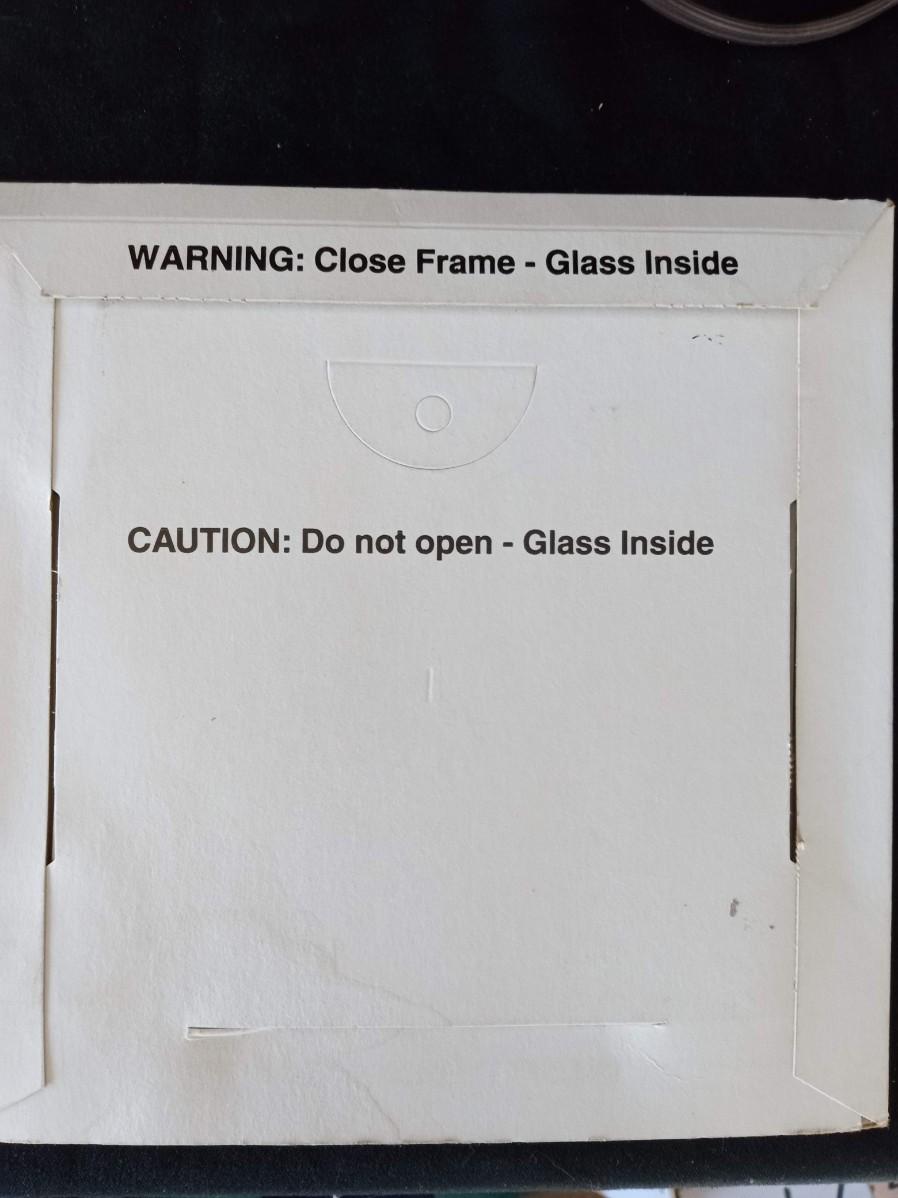 WARNING: Close Frame - Glass Inside
CAUTION: Do not open - Glass Inside